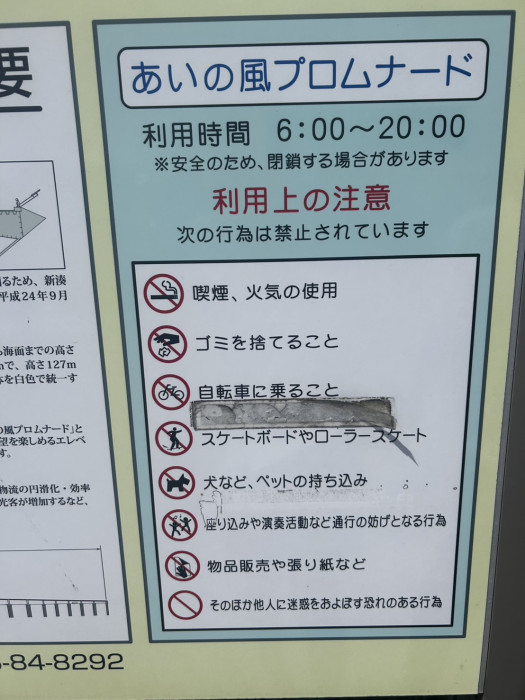 要
るため、新湊
平成24年9月
ら海面までの高さ
mで、高さ127m
体を白色で統一す
の風プロムナード」と
望を楽しめるエレベ
す。
物流の円滑化・効率
光客が増加するなど、
-84-8292
あいの風プロムナード
利用時間 6:00～20:00
※安全のため、閉鎖する場合があります
利用上の注意
次の行為は禁止されています
喫煙、火気の使用
ゴミを捨てること
自転車に乗ること
スケートボードやローラースケート
犬など、ペットの持ち込み
座り込みや演奏活動など通行の妨げとなる行為
物品販売や張り紙など
そのほか他人に迷惑をおよぼす恐れのある行為